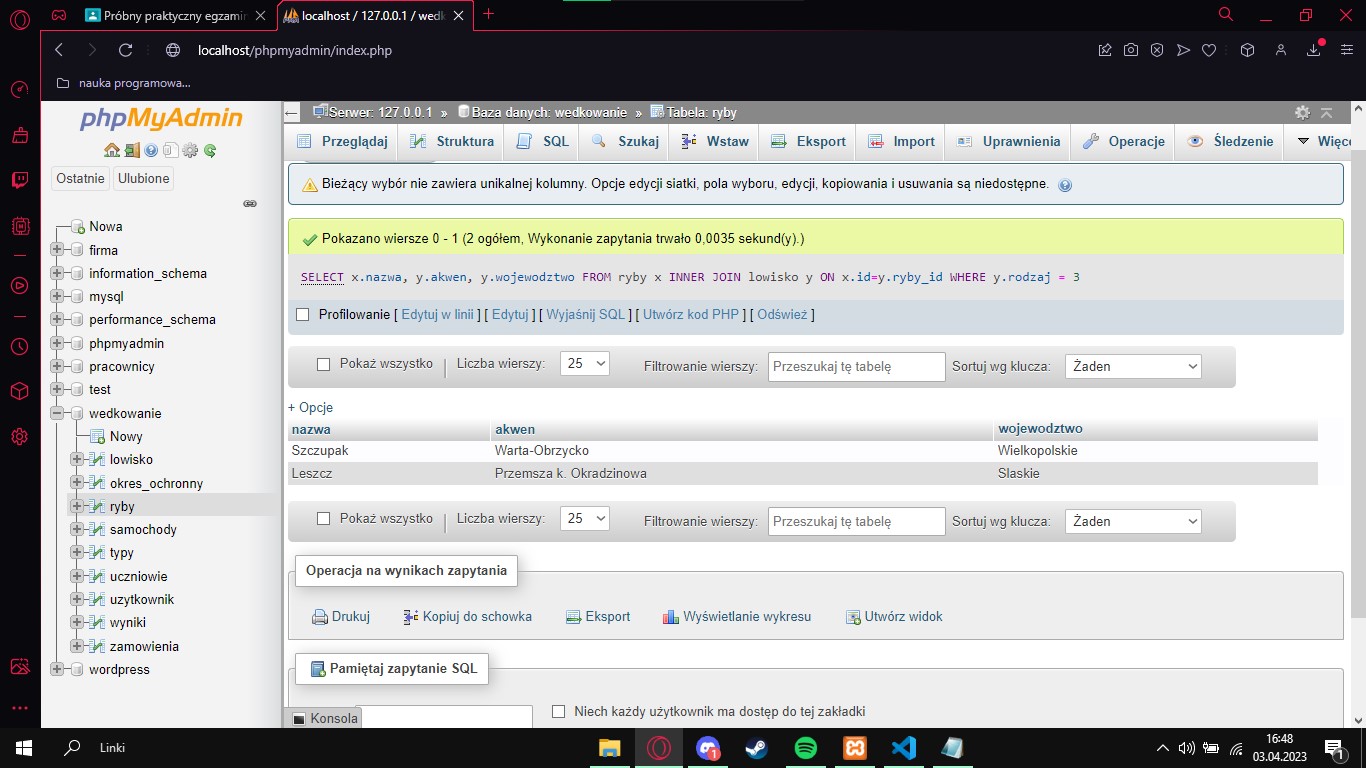 Próbny praktyczny egzamin
localhost / 127.0.0.1 / wedk
localhost/phpmyadmin/index.php
nauka programowa...
phpMyAdmin
Ostatnie
Ulubione
Nowa
firma
information_schema
mysql
performance_schema
phpmyadmin
pracownicy
test
wedkowanie
Nowy
lowisko
okres_ochronny
ryby
samochody
typy
uczniowie
uzytkownik
wyniki
zamowienia
wordpress
Serwer: 127.0.0.1 » Baza danych: wedkowanie » Tabela: ryby
Przeglądaj Struktura SQL Szukaj Wstaw Eksport Import Uprawnienia Operacje Śledzenie Więce
Bieżący wybór nie zawiera unikalnej kolumny. Opcje edycji siatki, pola wyboru, edycji, kopiowania i usuwania są niedostępne.
Pokazano wiersze 0 - 1 (2 ogółem, Wykonanie zapytania trwało 0,0035 sekund(y).)
SELECT x.nazwa, y.akwen, y.wojewodztwo FROM ryby x INNER JOIN lowisko y ON x.id=y.ryby_id WHERE y.rodzaj = 3
Profilowanie [ Edytuj w linii ] [ Edytuj ] [ Wyjaśnij SQL ] [ Utwórz kod PHP ] [ Odśwież ]
Pokaż wszystko Liczba wierszy: 25 Filtrowanie wierszy: Przeszukaj tę tabelę Sortuj wg klucza: Żaden
+ Opcje
nazwa akwen wojewodztwo
Szczupak Warta-Obrzycko Wielkopolskie
Leszcz Przemsza k. Okradzinowa Slaskie
Pokaż wszystko Liczba wierszy: 25 Filtrowanie wierszy: Przeszukaj tę tabelę Sortuj wg klucza: Żaden
Operacja na wynikach zapytania
Drukuj Kopiuj do schowka Eksport Wyświetlanie wykresu Utwórz widok
Pamiętaj zapytanie SQL
Konsola
Niech każdy użytkownik ma dostęp do tej zakładki
Linki
1
16:48
03.04.2023
1